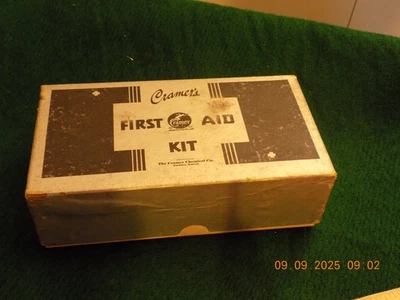 Cramer's
FIRST AID
KIT
The Cramer Chemical Co.
09.09.2025 09:02